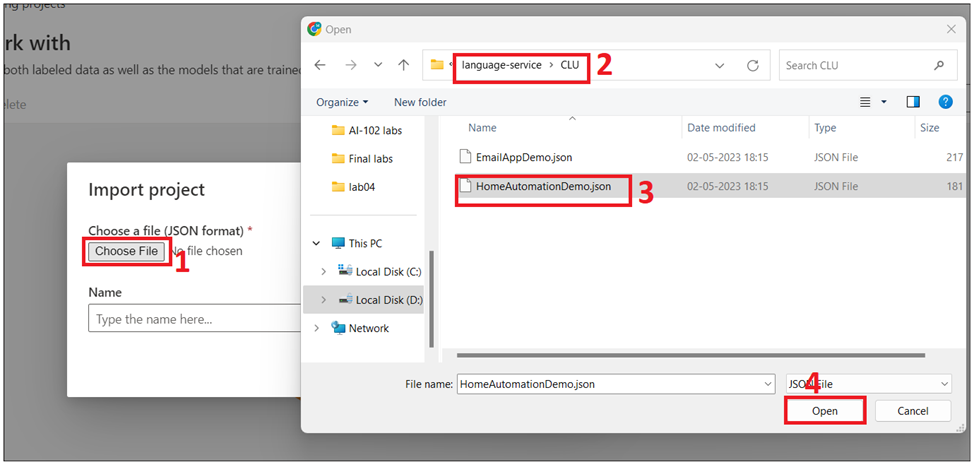 ng projects
rk with
both labeled data as well as the models that are traine
elete
Import project
Choose a file (JSON format) *
Choose File No file chosen
1
Name
Type the name here...
Open
language-service > CLU
2
Search CLU
Organize
New folder
AI-102 labs
Final labs
lab04
This PC
Local Disk (C:)
Local Disk (D:)
Network
Name Date modified Type Size
EmailAppDemo.json 02-05-2023 18:15 JSON File 217
HomeAutomationDemo.json 02-05-2023 18:15 JSON File 181
3
File name: HomeAutomationDemo.json JSON File
4
Open Cancel